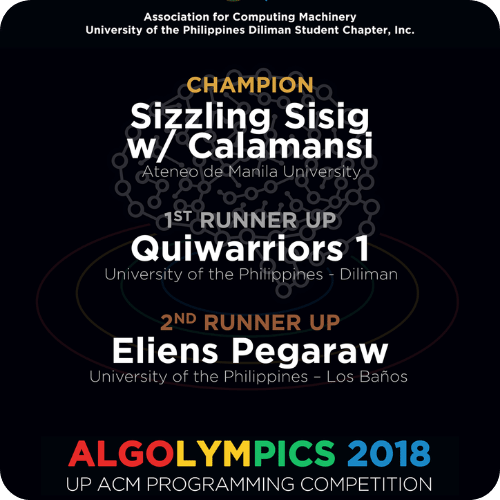 Association for Computing Machinery
University of the Philippines Diliman Student Chapter, Inc.
CHAMPION
Sizzling Sisig
w/ Calamansi
Ateneo de Manila University
1ST RUNNER UP
Quiwarriors 1
University of the Philippines - Diliman
2ND RUNNER UP
Eliens Pegaraw
University of the Philippines – Los Baños
ALGOLYMPICS 2018
UP ACM PROGRAMMING COMPETITION